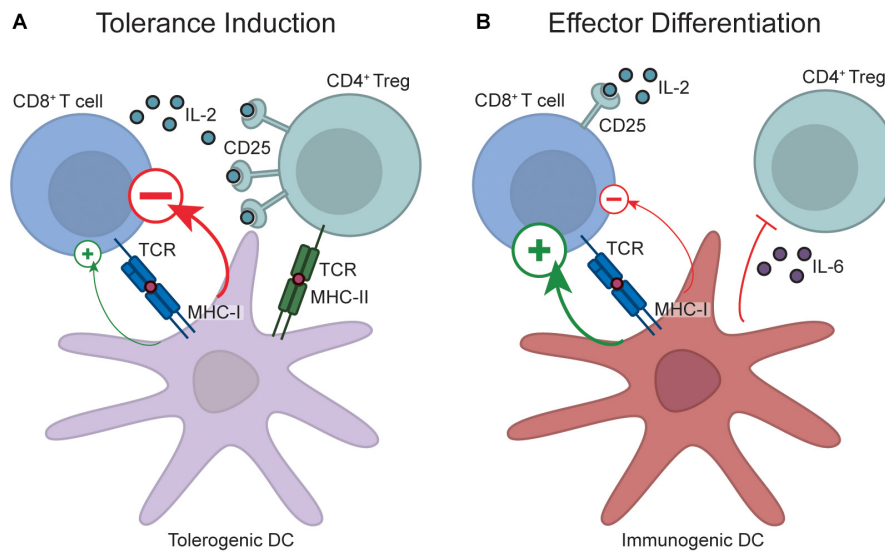 A
Tolerance Induction
CD8⁺ T cell
IL-2
CD4⁺ Treg
CD25
−
+
TCR
MHC-I
TCR
MHC-II
Tolerogenic DC
B
Effector Differentiation
CD8⁺ T cell
IL-2
CD25
CD4⁺ Treg
−
+
TCR
MHC-I
IL-6
Immunogenic DC